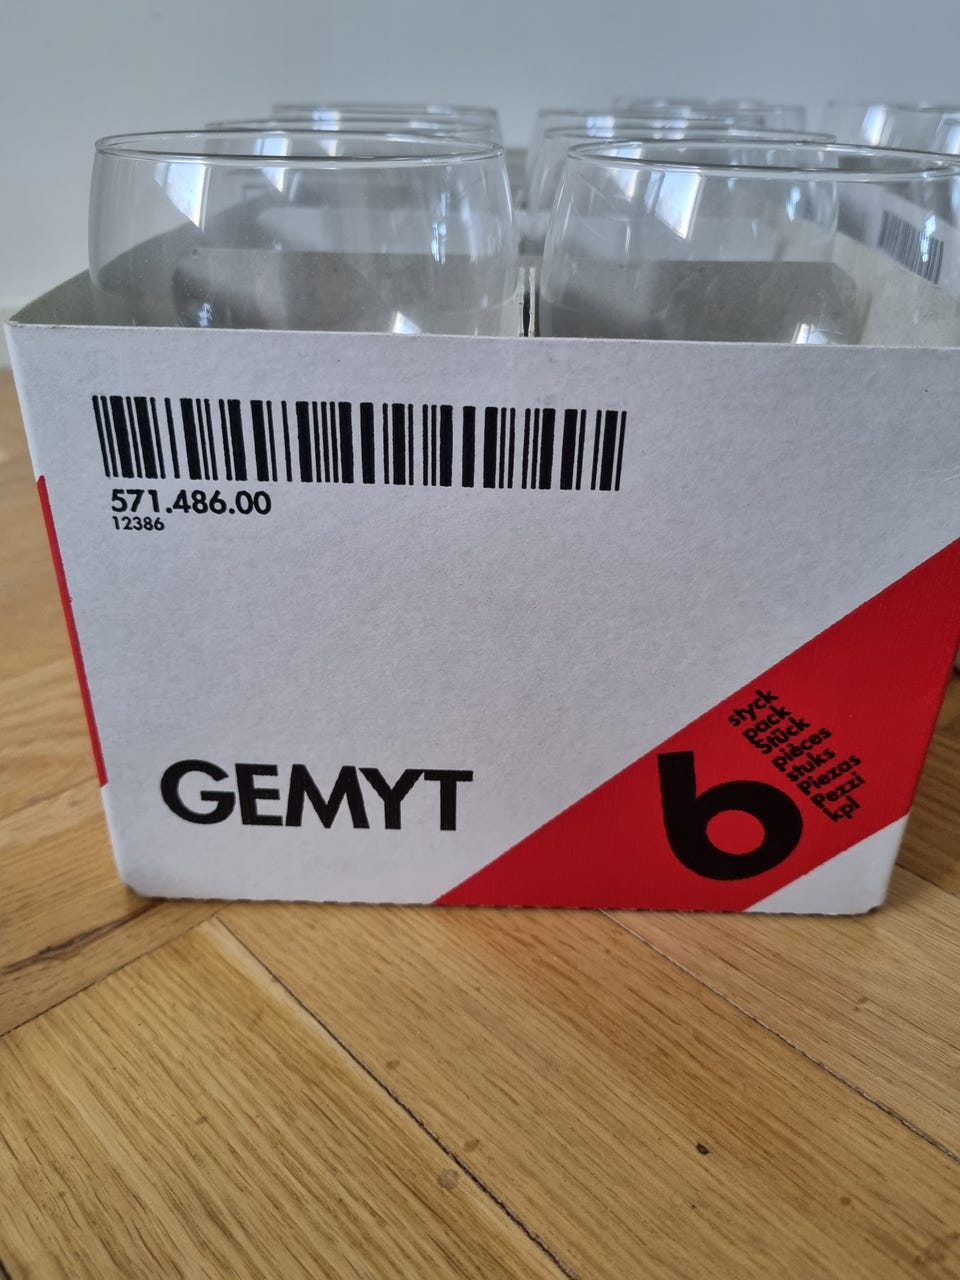 571.486.00
12386
GEMYT
6
styck
pack
Stück
pièces
stuks
Piezas
Pezzi
kpl